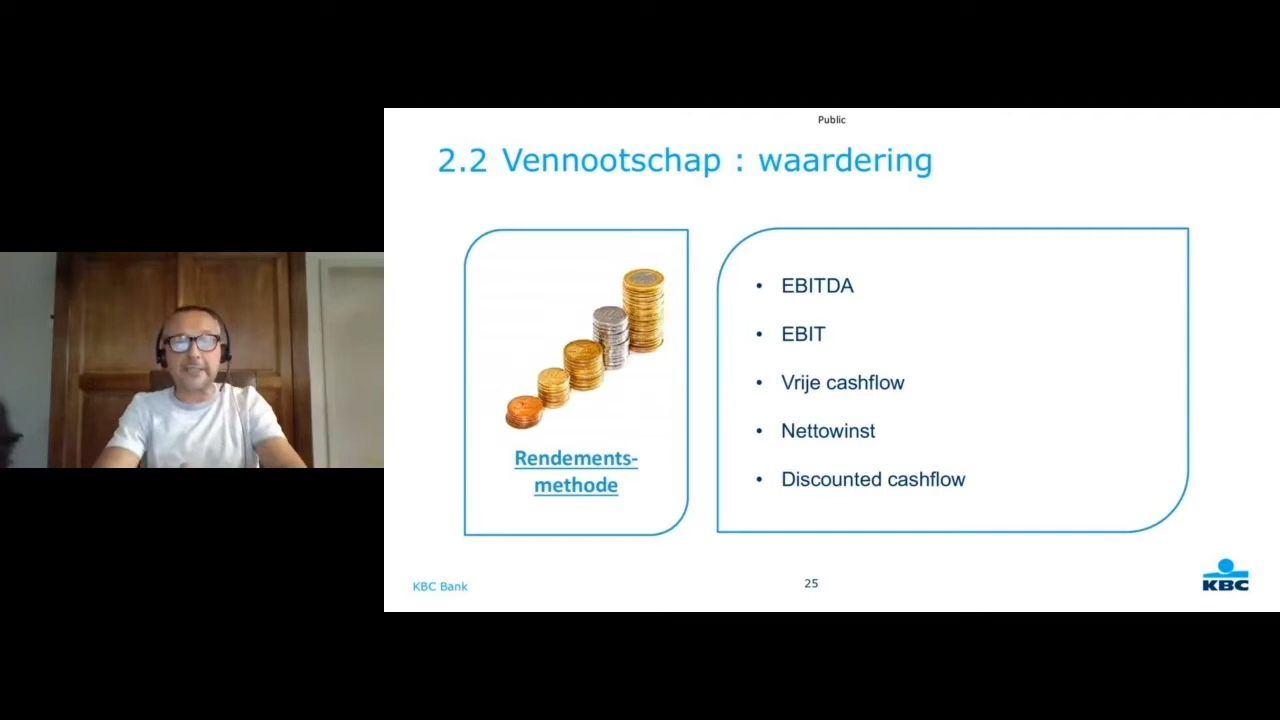 Public
2.2 Vennootschap : waardering
Rendements-
methode
• EBITDA
• EBIT
• Vrije cashflow
• Nettowinst
• Discounted cashflow
KBC Bank
25
KBC